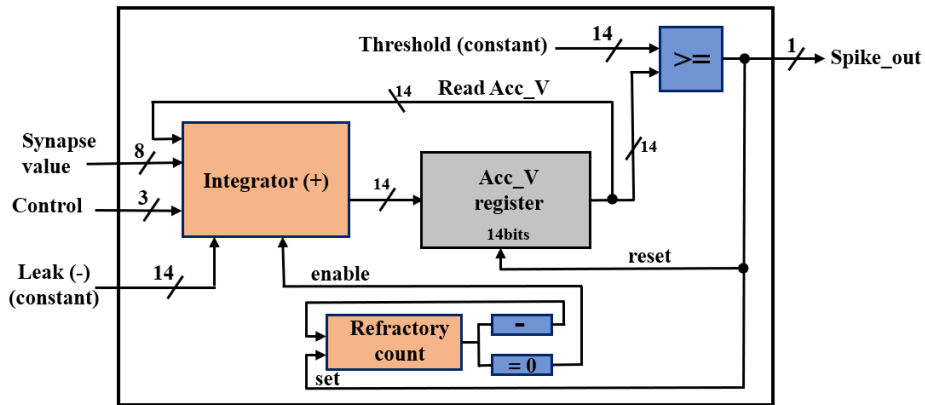 Threshold (constant)
14
>=
1
Spike_out
14
Read Acc_V
14
Synapse
value
8
Integrator (+)
14
Acc_V
register
14bits
Control
3
reset
Leak (-)
(constant)
14
enable
Refractory
count
-
= 0
set